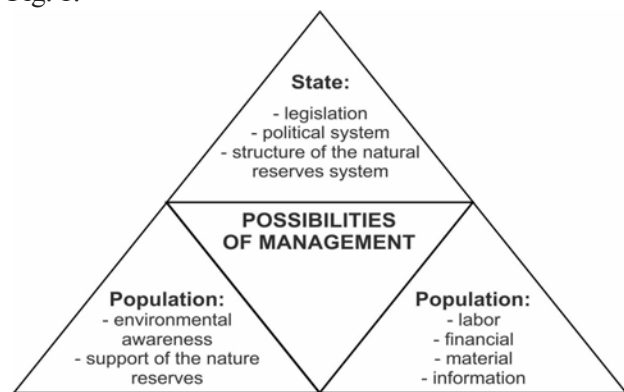 Fig. 1.
State:
- legislation
- political system
- structure of the natural
reserves system
POSSIBILITIES
OF MANAGEMENT
Population:
- environmental
awareness
- support of the nature
reserves
Population:
- labor
- financial
- material
- information